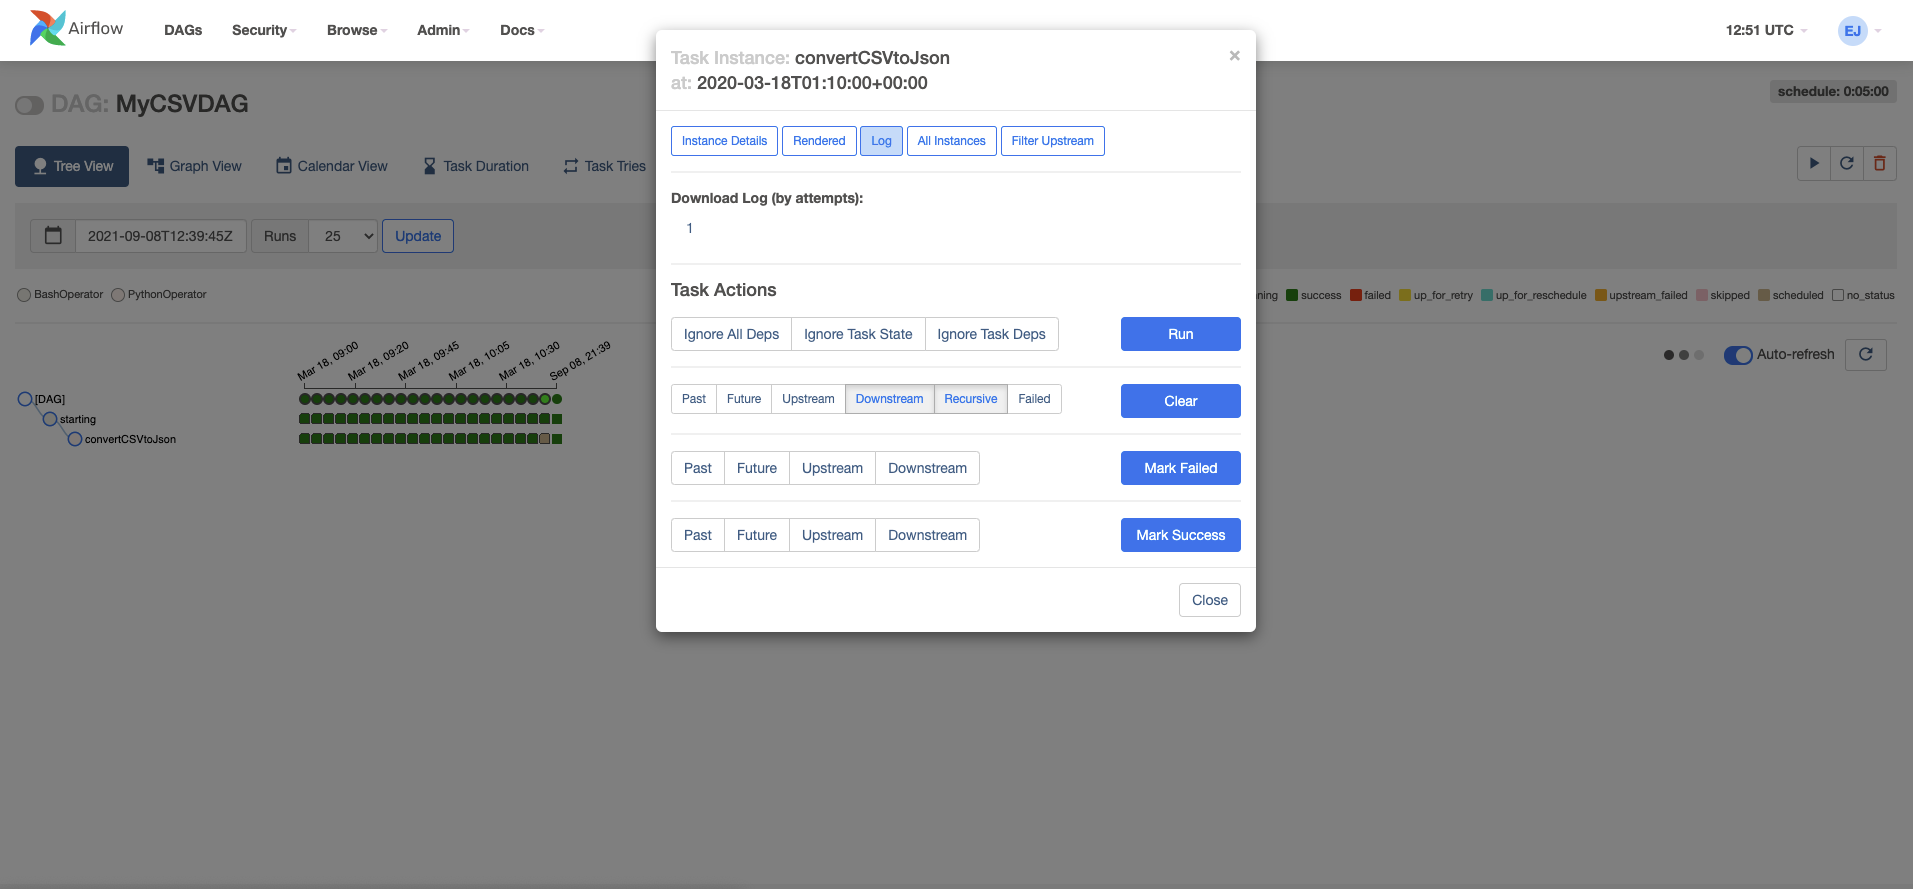 Airflow DAGs Security Browse Admin Docs 12:51 UTC EJ
DAG: MyCSVDAG
schedule: 0:05:00
Tree View Graph View Calendar View Task Duration Task Tries
2021-09-08T12:39:45Z Runs 25 Update
BashOperator PythonOperator
ning success failed up_for_retry up_for_reschedule upstream_failed skipped scheduled no_status
Auto-refresh
Mar 18, 09:00 Mar 18, 09:20 Mar 18, 09:45 Mar 18, 10:05 Mar 18, 10:30 Sep 08, 21:39
[DAG]
starting
convertCSVtoJson
Task Instance: convertCSVtoJson ×
at: 2020-03-18T01:10:00+00:00
Instance Details Rendered Log All Instances Filter Upstream
Download Log (by attempts):
1
Task Actions
Ignore All Deps Ignore Task State Ignore Task Deps Run
Past Future Upstream Downstream Recursive Failed Clear
Past Future Upstream Downstream Mark Failed
Past Future Upstream Downstream Mark Success
Close